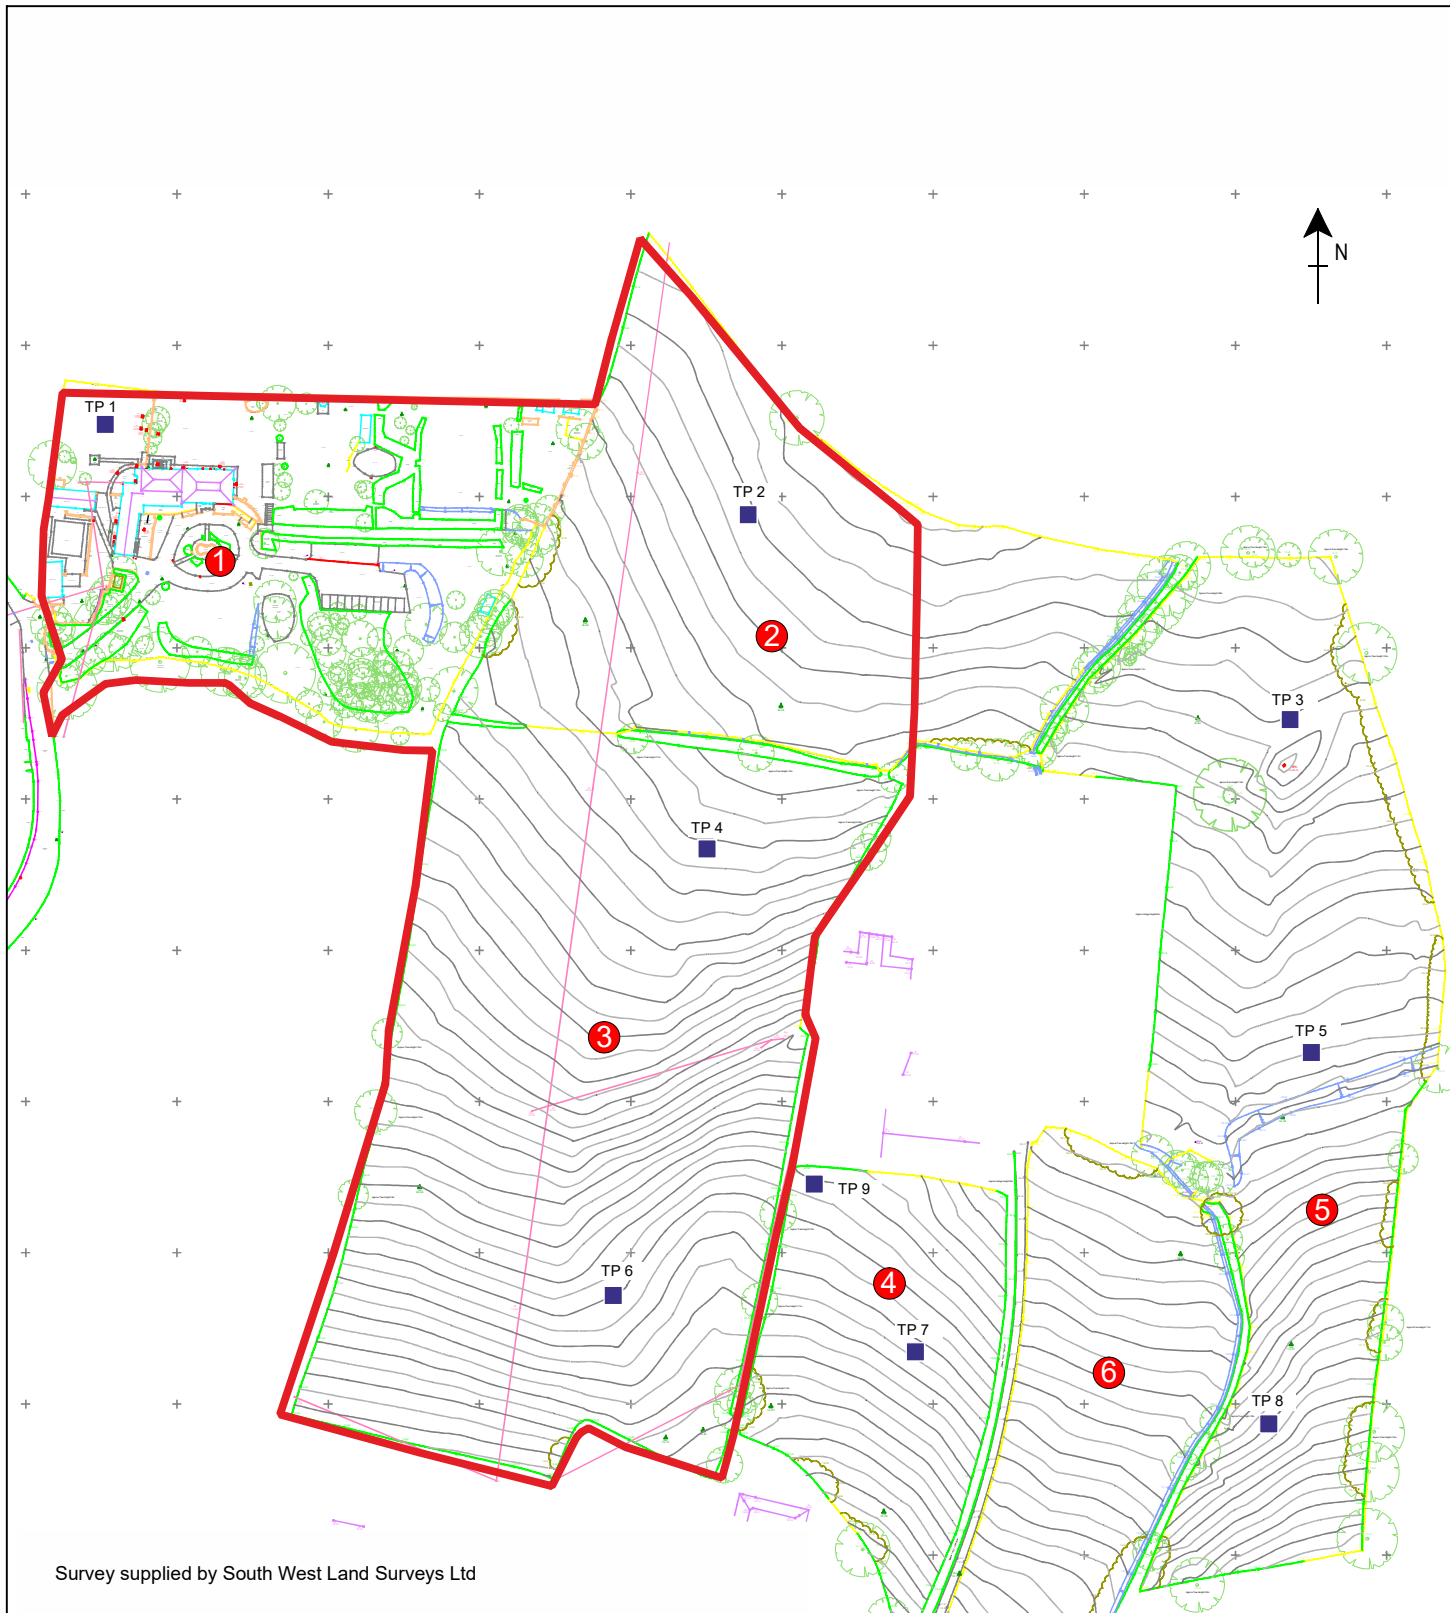 N
TP 1
TP 2
1
2
TP 3
TP 4
3
TP 5
TP 9
5
4
TP 6
TP 7
6
TP 8
Survey supplied by South West Land Surveys Ltd